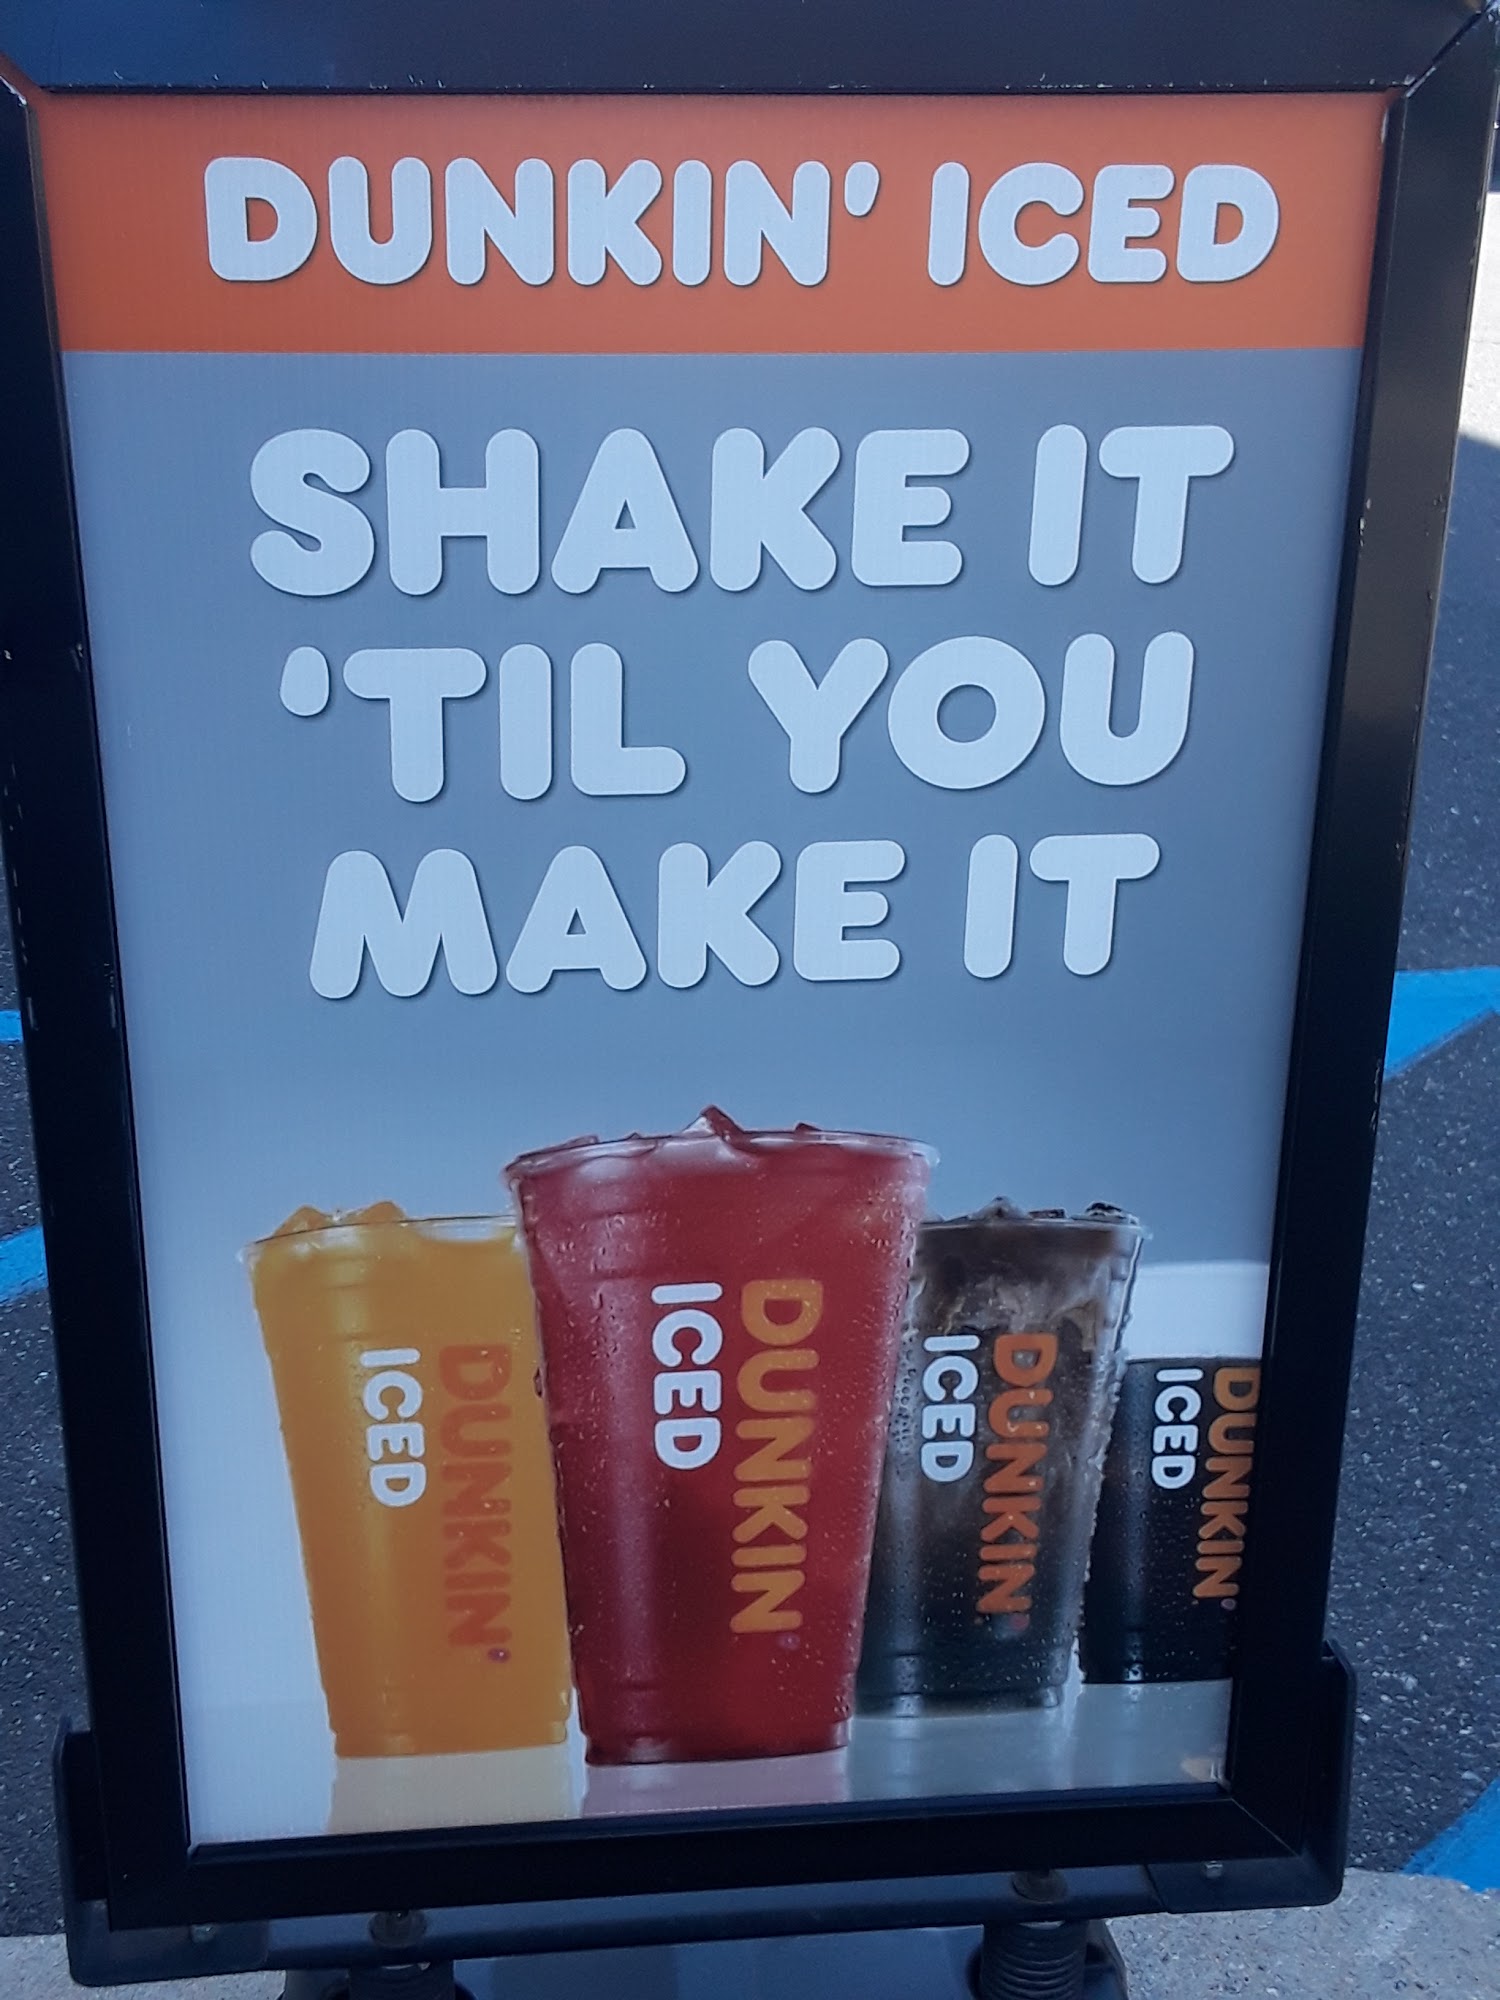 DUNKIN' ICED
SHAKE IT
'TIL YOU
MAKE IT
DUNKIN'
ICED
DUNKIN'
ICED
DUNKIN'
ICED
DUNKIN'
ICED